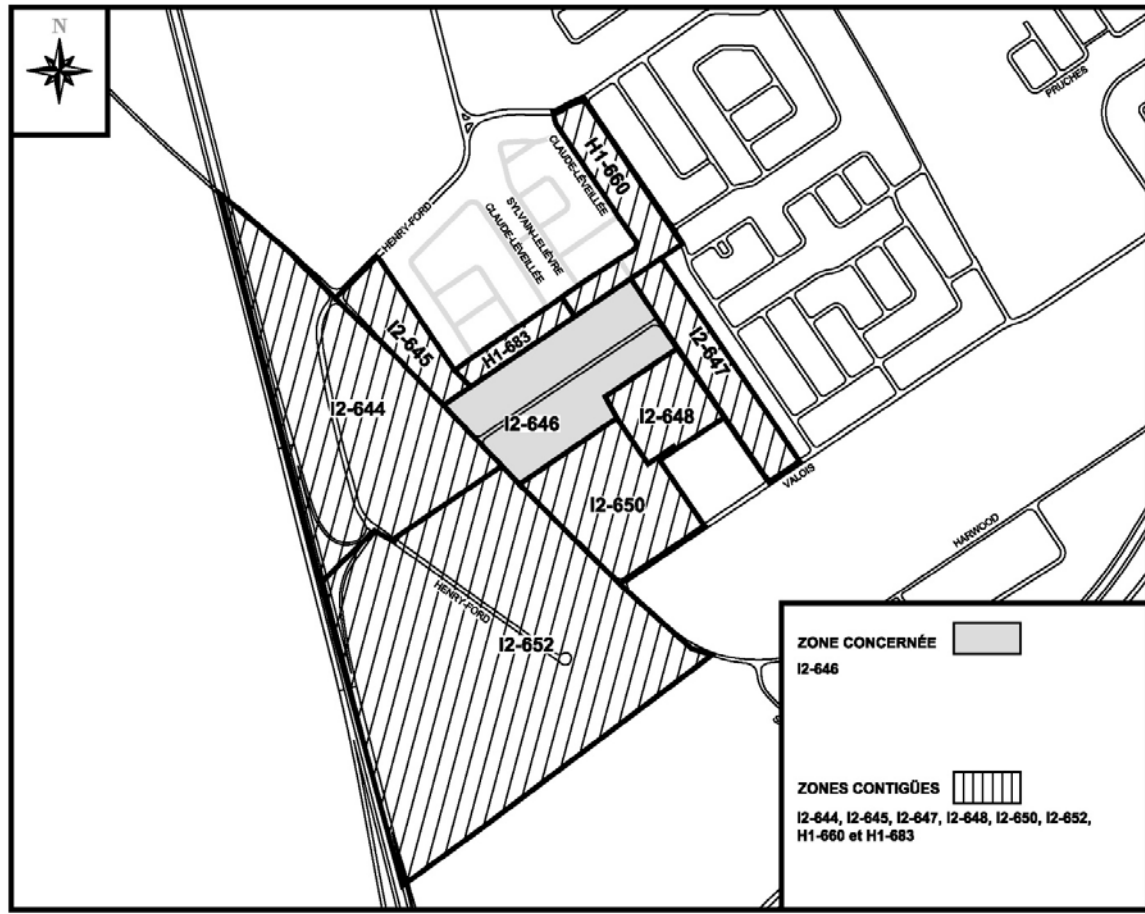 N
PRUCHES
H1-660
CLAUDE-LÉVEILLÉE
SYLVAIN-LELIÈVRE
CLAUDE-LÉVEILLÉE
HENRY-FORD
I2-645
H1-683
I2-647
I2-644
I2-646
I2-648
VALOIS
I2-650
HARWOOD
HENRY-FORD
I2-652
ZONE CONCERNÉE
I2-646
ZONES CONTIGÜES
I2-644, I2-645, I2-647, I2-648, I2-650, I2-652,
H1-660 et H1-683